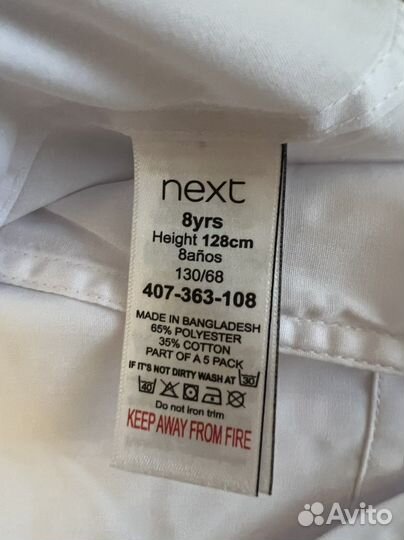 next
8yrs
Height 128cm
8años
130/68
407-363-108
MADE IN BANGLADESH
65% POLYESTER
35% COTTON
PART OF A 5 PACK
IF IT'S NOT DIRTY WASH AT 30
40
Do not iron trim
KEEP AWAY FROM FIRE
Avito